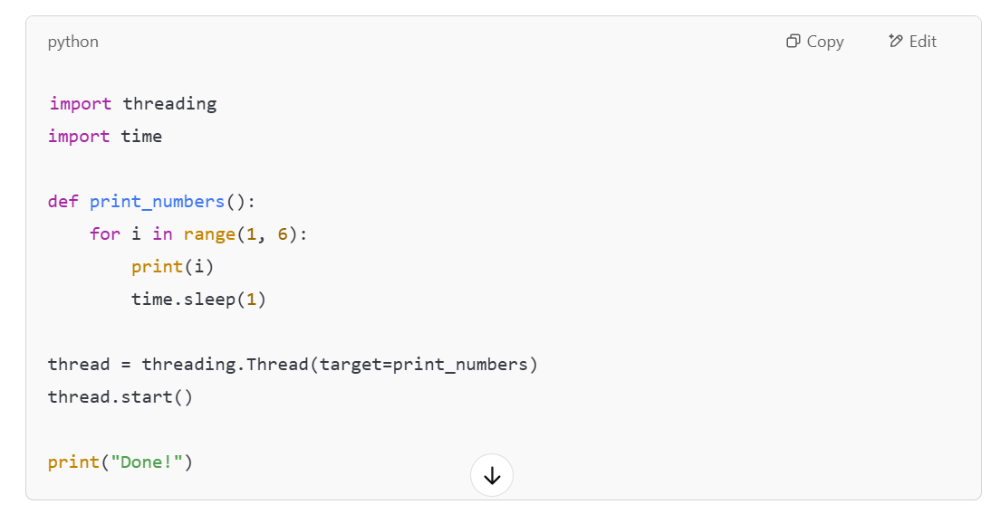 python
Copy
Edit
import threading
import time
def print_numbers():
    for i in range(1, 6):
        print(i)
        time.sleep(1)
thread = threading.Thread(target=print_numbers)
thread.start()
print("Done!")